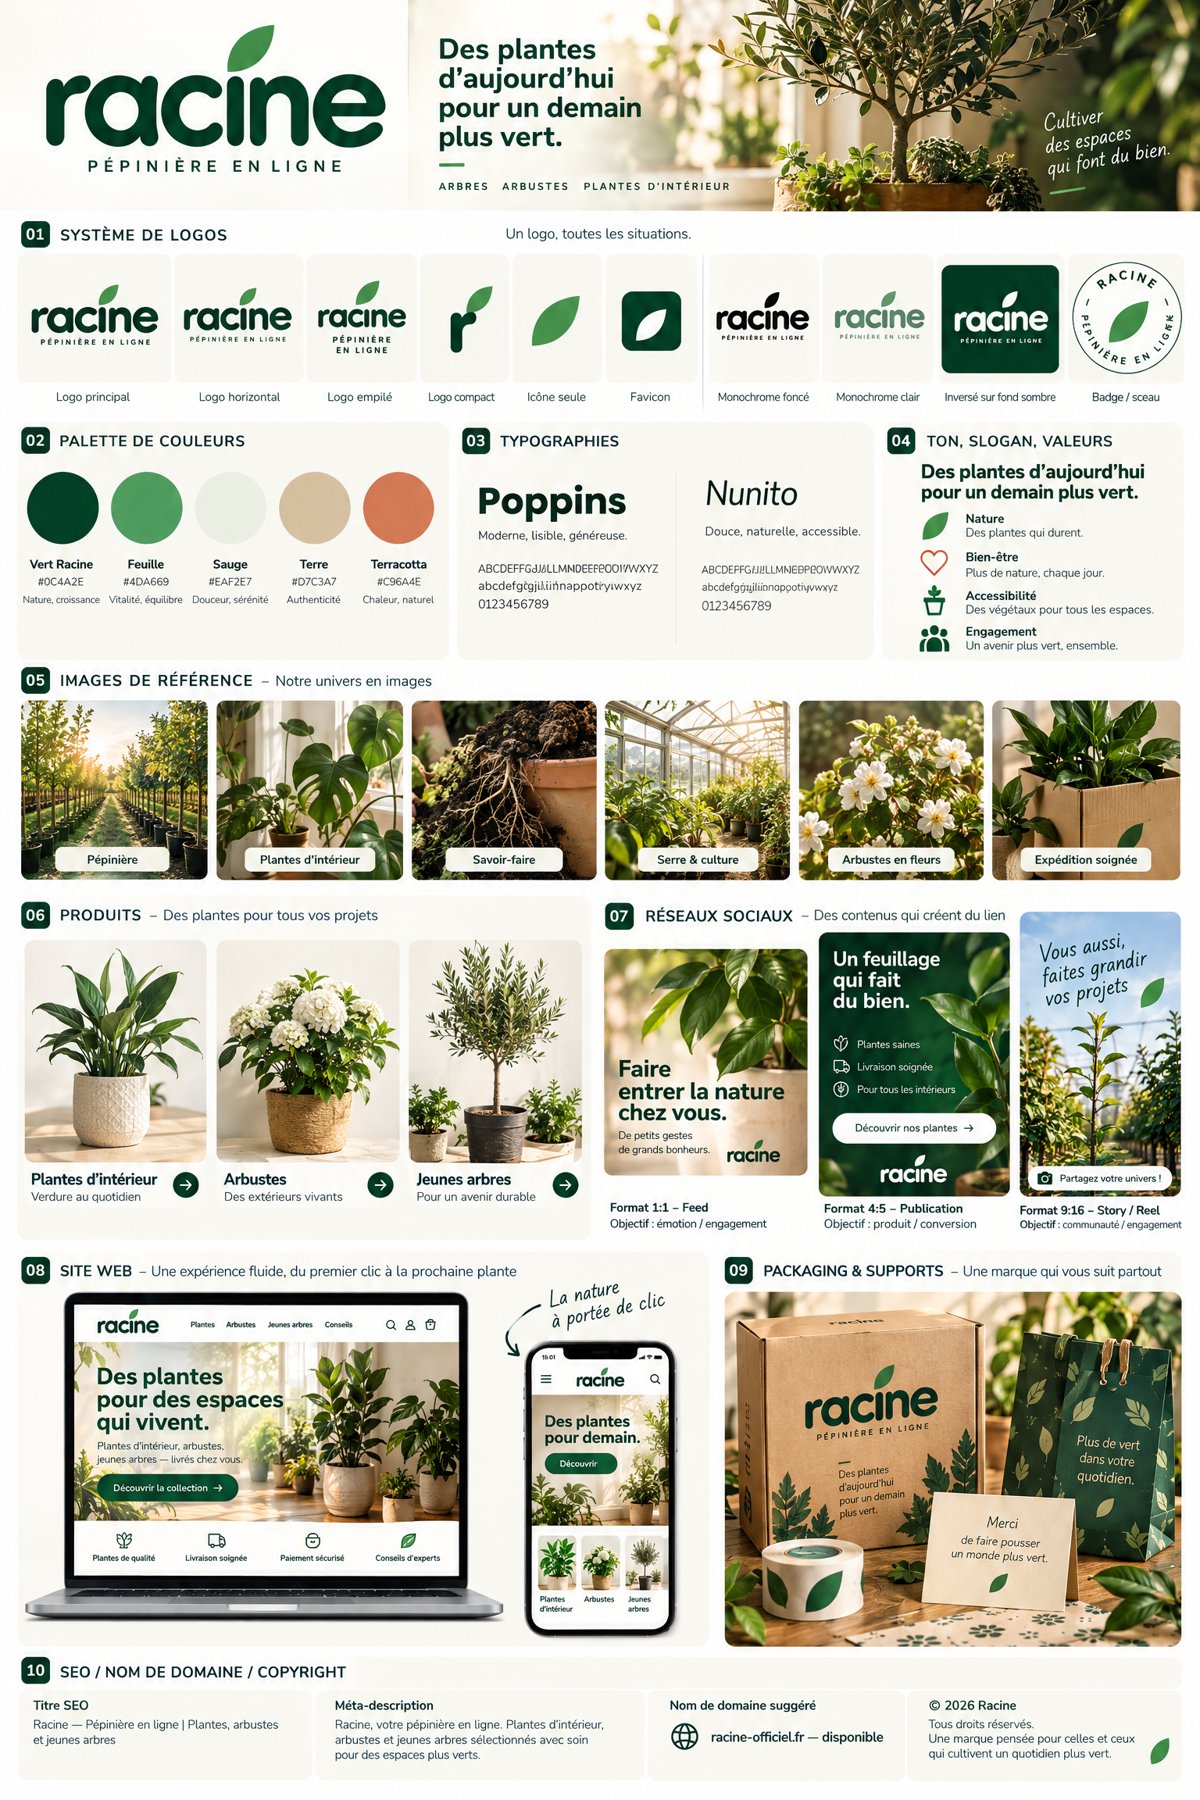 racine
PÉPINIÈRE EN LIGNE
Des plantes
d'aujourd'hui
pour un demain
plus vert.
ARBRES ARBUSTES PLANTES D'INTÉRIEUR
Cultiver
des espaces
qui font du bien.
01 SYSTÈME DE LOGOS
Un logo, toutes les situations.
racine
PÉPINIÈRE EN LIGNE
Logo principal
racine
PÉPINIÈRE EN LIGNE
Logo horizontal
racine
PÉPINIÈRE
EN LIGNE
Logo empilé
r
Logo compact
Icône seule
Favicon
racine
PÉPINIÈRE EN LIGNE
Monochrome foncé
racine
PÉPINIÈRE EN LIGNE
Monochrome clair
racine
PÉPINIÈRE EN LIGNE
Inversé sur fond sombre
RACINE
PÉPINIÈRE EN
Badge / sceau
02 PALETTE DE COULEURS
Vert Racine
#0C4A2E
Nature, croissance
Feuille
#4DA669
Vitalité, équilibre
Sauge
#EAF2E7
Douceur, sérénité
Terre
#D7C3A7
Authenticité
Terracotta
#C96A4E
Chaleur, naturel
03 TYPOGRAPHIES
Poppins
Moderne, lisible, généreuse.
0123456789
Nunito
Douce, naturelle, accessible.
0123456789
04 TON, SLOGAN, VALEURS
Des plantes d'aujourd'hui
pour un demain plus vert.
Nature
Des plantes qui durent.
Bien-être
Plus de nature, chaque jour.
Accessibilité
Des végétaux pour tous les espaces.
Engagement
Un avenir plus vert, ensemble.
05 IMAGES DE RÉFÉRENCE – Notre univers en images
Pépinière
Plantes d'intérieur
Savoir-faire
Serre & culture
Arbustes en fleurs
Expédition soignée
06 PRODUITS – Des plantes pour tous vos projets
Plantes d'intérieur
Verdure au quotidien
Arbustes
Des extérieurs vivants
Jeunes arbres
Pour un avenir durable
07 RÉSEAUX SOCIAUX – Des contenus qui créent du lien
Faire
entrer la nature
chez vous.
De petits gestes
de grands bonheurs.
racine
Format 1:1 – Feed
Objectif : émotion / engagement
Un feuillage
qui fait
du bien.
Plantes saines
Livraison soignée
Pour tous les intérieurs
Découvrir nos plantes →
racine
Format 4:5 – Publication
Objectif : produit / conversion
Vous aussi,
faites grandir
vos projets
Partagez votre univers !
Format 9:16 – Story / Reel
Objectif : communauté / engagement
08 SITE WEB – Une expérience fluide, du premier clic à la prochaine plante
racine
Plantes Arbustes Jeunes arbres Conseils
Des plantes
pour des espaces
qui vivent.
Plantes d'intérieur, arbustes,
jeunes arbres — livrés chez vous.
Découvrir la collection →
Plantes de qualité
Livraison soignée
Paiement sécurisé
Conseils d'experts
La nature
à portée de clic
racine
Des plantes
pour demain.
Découvrir
Plantes
d'intérieur
Arbustes
Jeunes
arbres
09 PACKAGING & SUPPORTS – Une marque qui vous suit partout
racine
racine
PÉPINIÈRE EN LIGNE
Des plantes
d'aujourd'hui
pour un demain
plus vert.
Plus de vert
dans votre
quotidien.
Merci
de faire pousser
un monde plus vert.
10 SEO / NOM DE DOMAINE / COPYRIGHT
Titre SEO
Racine — Pépinière en ligne | Plantes, arbustes
et jeunes arbres
Méta-description
Racine, votre pépinière en ligne. Plantes d'intérieur,
arbustes et jeunes arbres sélectionnés avec soin
pour des espaces plus verts.
Nom de domaine suggéré
racine-officiel.fr — disponible
© 2026 Racine
Tous droits réservés.
Une marque pensée pour celles et ceux
qui cultivent un quotidien plus vert.